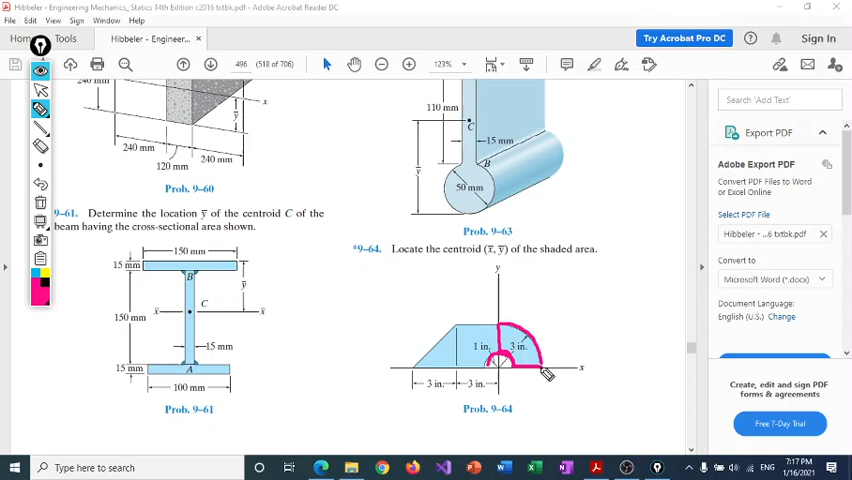 Hibbeler - Engineering Mechanics_ Statics 14th Edition c2016 txtbk.pdf - Adobe Acrobat Reader DC
File Edit View Sign Window Help
Tools
Hibbeler - Engineer... ×
Try Acrobat Pro DC
Sign In
496 (518 of 706)
123%
240 mm
x
y
240 mm
240 mm
120 mm
Prob. 9–60
9–61. Determine the location y̅ of the centroid C of the
beam having the cross-sectional area shown.
150 mm
15 mm
B
y̅
C
x̅
x̅
150 mm
15 mm
15 mm
A
100 mm
Prob. 9–61
110 mm
C
15 mm
B
y̅
50 mm
Prob. 9–63
*9–64. Locate the centroid (x̅, y̅) of the shaded area.
y
1 in.
3 in.
x
3 in.
3 in.
Prob. 9–64
Search 'Add Text'
Export PDF
Adobe Export PDF
Convert PDF Files to Word
or Excel Online
Select PDF File
Hibbeler - ...6 txtbk.pdf
Convert to
Microsoft Word (*.docx)
Document Language:
English (U.S.) Change
Create, edit and sign PDF
forms & agreements
Free 7-Day Trial
Type here to search
ENG
7:17 PM
1/16/2021